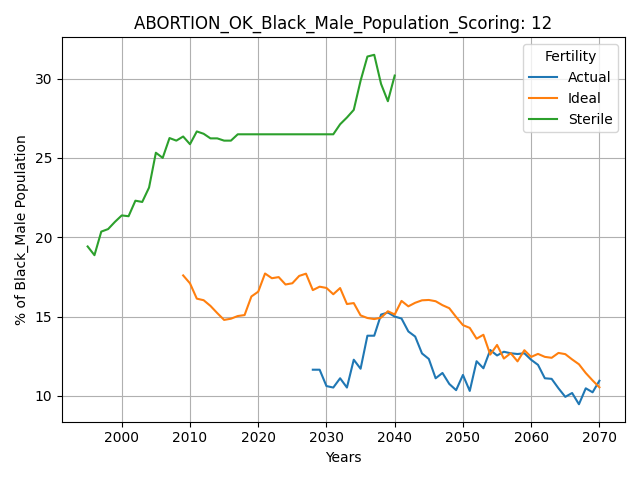 ABORTION_OK_Black_Male_Population_Scoring: 12
Fertility
Actual
Ideal
Sterile
% of Black_Male Population
30
25
20
15
10
2000 2010 2020 2030 2040 2050 2060 2070
Years